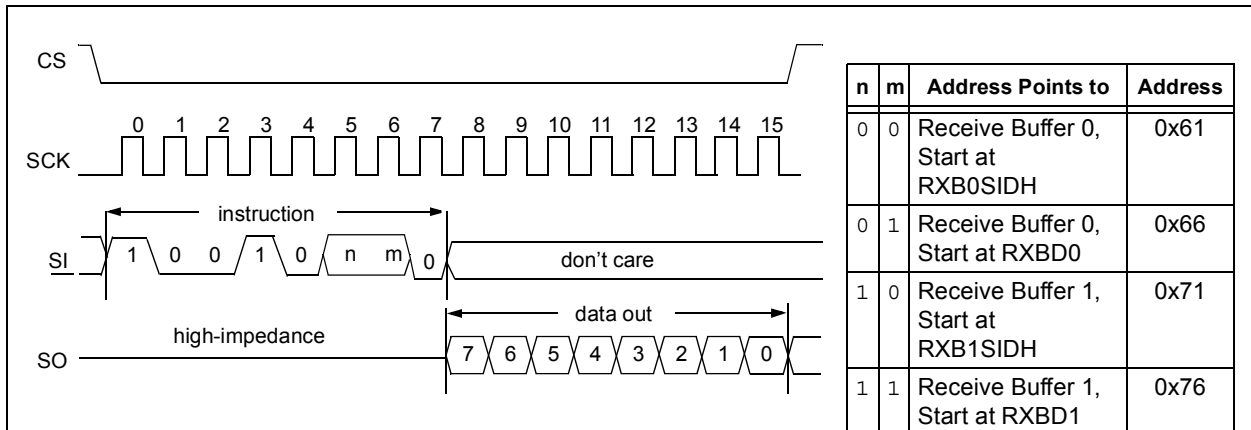 CS
0 1 2 3 4 5 6 7 8 9 10 11 12 13 14 15
SCK
instruction
SI
1 0 0 1 0 n m 0
don't care
data out
high-impedance
SO
7 6 5 4 3 2 1 0
n m Address Points to Address
0 0 Receive Buffer 0, 0x61
Start at
RXB0SIDH
0 1 Receive Buffer 0, 0x66
Start at RXBD0
1 0 Receive Buffer 1, 0x71
Start at
RXB1SIDH
1 1 Receive Buffer 1, 0x76
Start at RXBD1